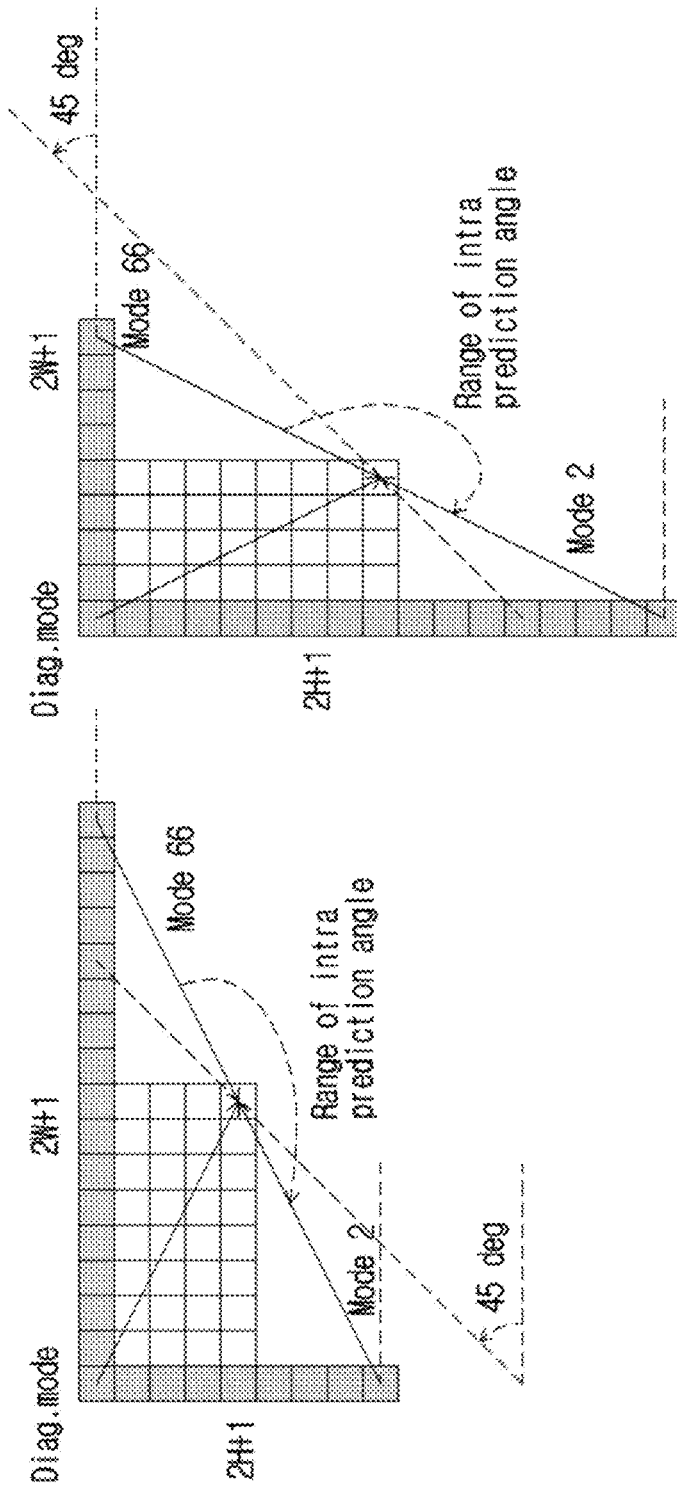 Diag.mode
2W+1
2H+1
Mode 66
Range of intra
prediction angle
Mode 2
45 deg
Diag.mode
2W+1
45 deg
Mode 66
2H+1
Range of intra
prediction angle
Mode 2